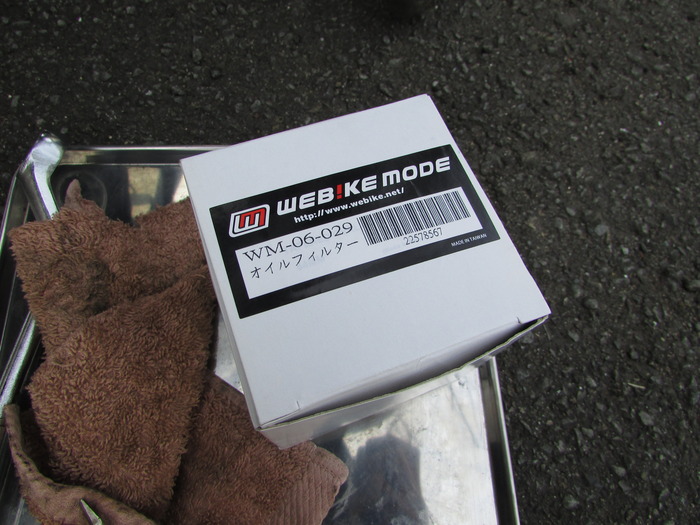 WEB!KE MODE
http://www.webike.net/
WM-06-029
オイルフィルター
22578567
MADE IN TAIWAN